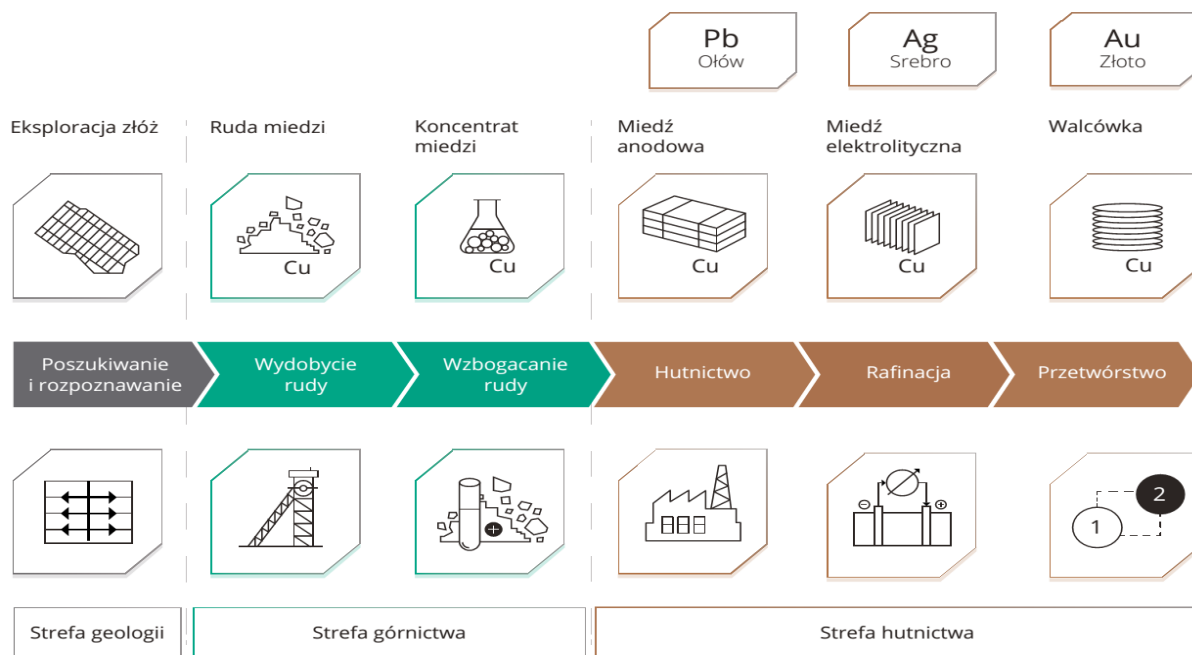 Pb
Ołów
Ag
Srebro
Au
Złoto
Eksploracja złóż
Ruda miedzi
Koncentrat
miedzi
Miedź
anodowa
Miedź
elektrolityczna
Walcówka
Cu
Cu
Cu
Cu
Cu
Poszukiwanie
i rozpoznawanie
Wydobycie
rudy
Wzbogacanie
rudy
Hutnictwo
Rafinacja
Przetwórstwo
1
2
Strefa geologii
Strefa górnictwa
Strefa hutnictwa